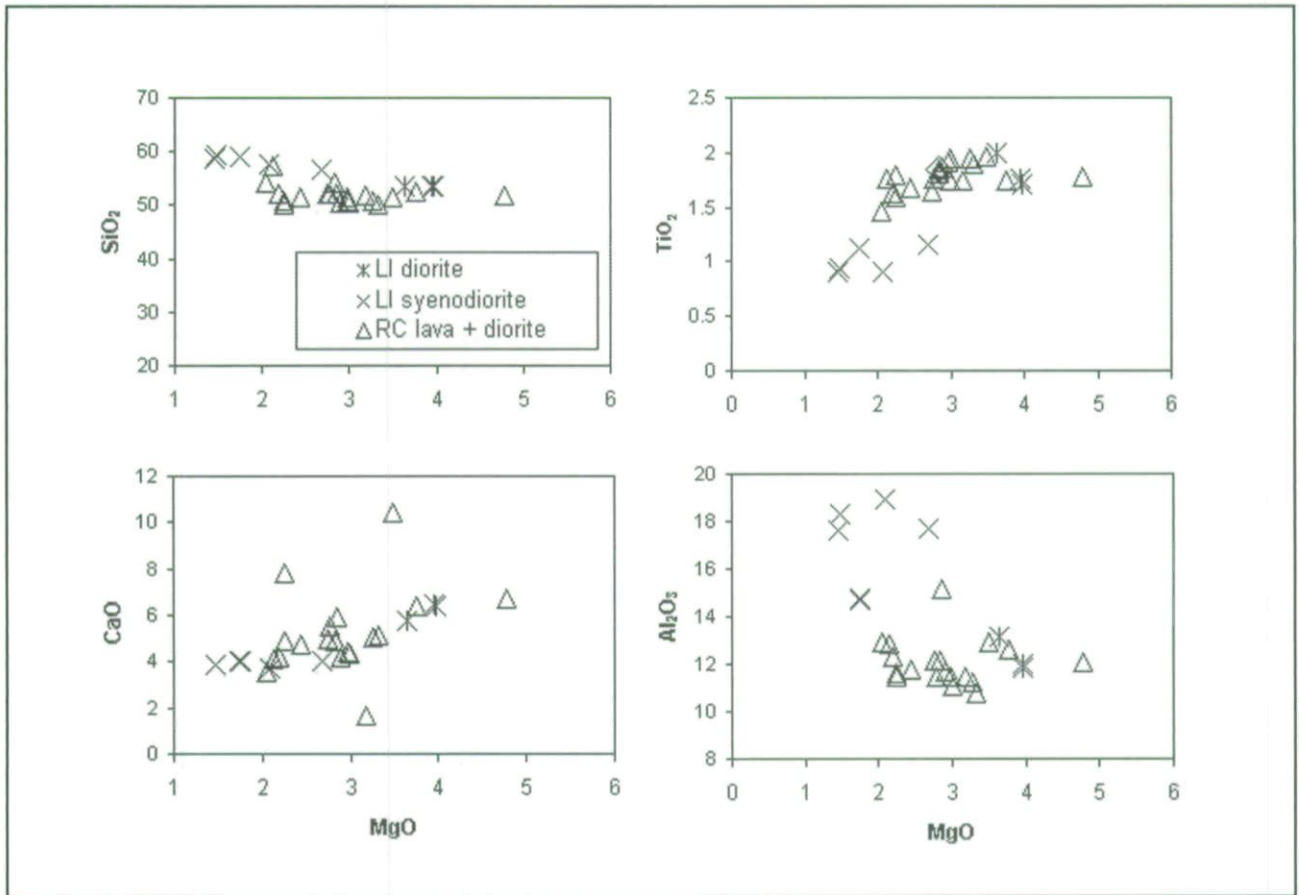 SiO₂
70
60
50
40
30
20
LI diorite
LI syenodiorite
RC lava + diorite
1 2 3 4 5 6
TiO₂
2.5
2
1.5
1
0.5
0
0 1 2 3 4 5 6
CaO
12
10
8
6
4
2
0
1 2 3 4 5 6
MgO
Al₂O₃
20
18
16
14
12
10
8
0 1 2 3 4 5 6
MgO